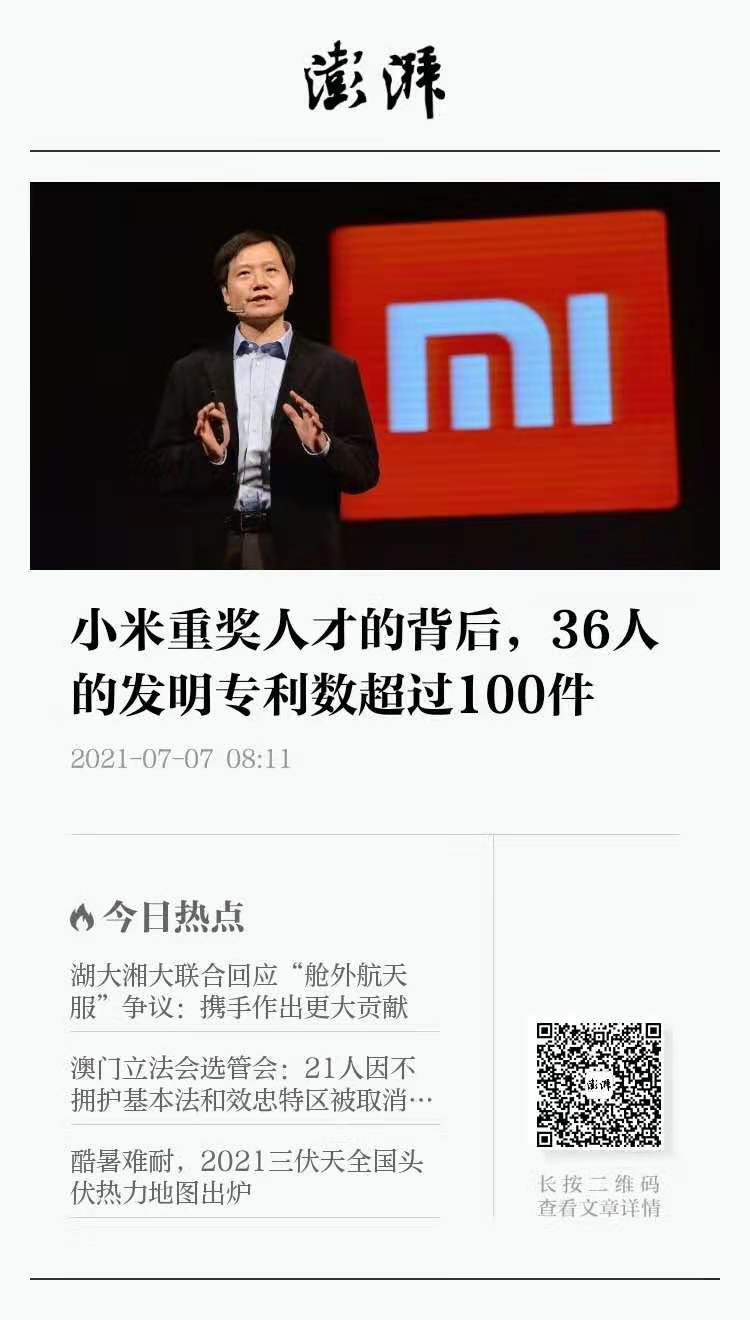 澎湃
mi
小米重奖人才的背后，36人
的发明专利数超过100件
2021-07-07 08:11
今日热点
湖大湘大联合回应“舱外航天
服”争议：携手作出更大贡献
澳门立法会选管会：21人因不
拥护基本法和效忠特区被取消…
酷暑难耐，2021三伏天全国头
伏热力地图出炉
澎湃
长按二维码
查看文章详情